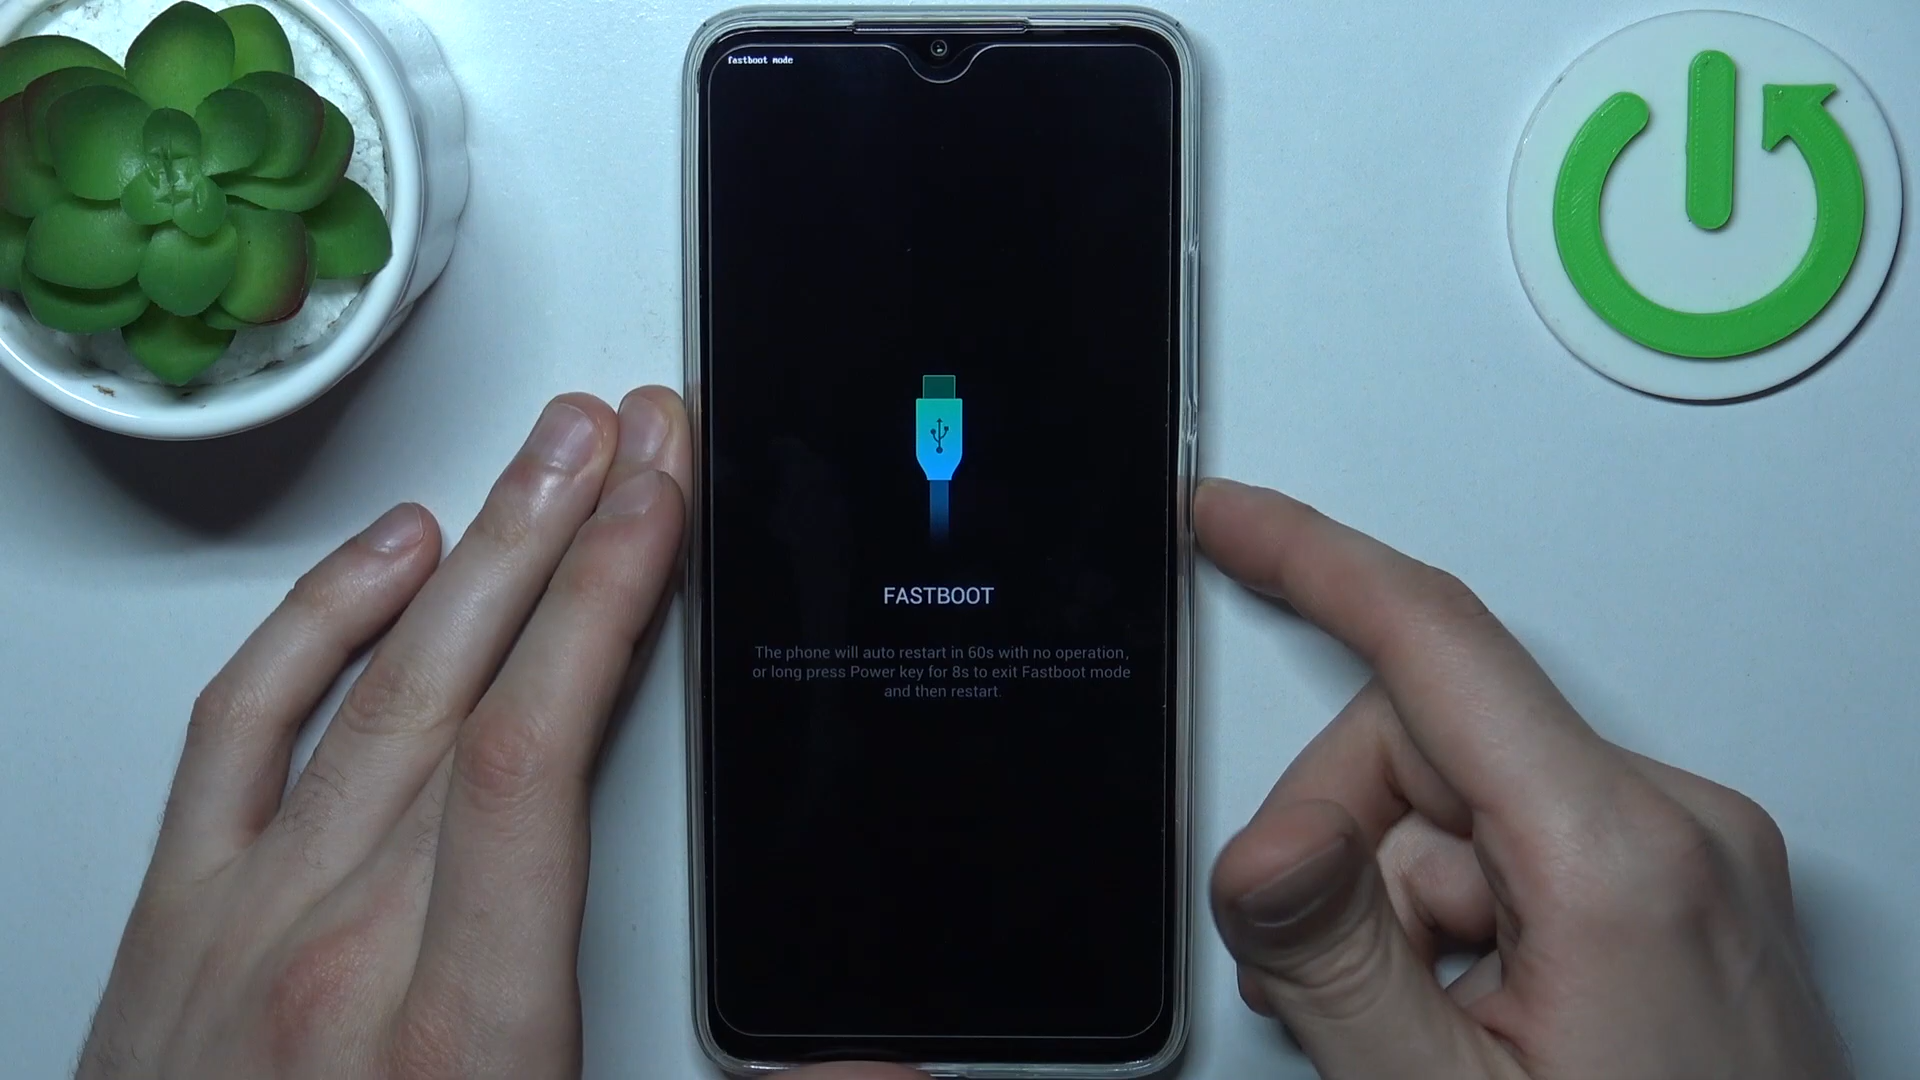 fastboot mode
FASTBOOT
The phone will auto restart in 60s with no operation,
or long press Power key for 8s to exit Fastboot mode
and then restart.